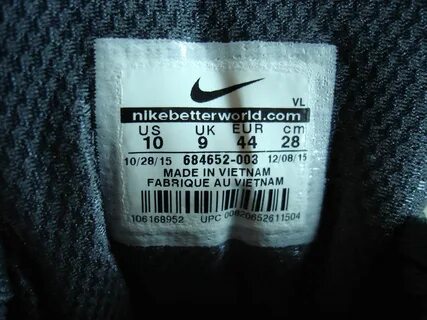 VL
nikebetterworld.com
US UK EUR cm
10 9 44 28
10/28/15 684652-003 12/08/15
MADE IN VIETNAM
FABRIQUE AU VIETNAM
106168952 UPC 00820652611504